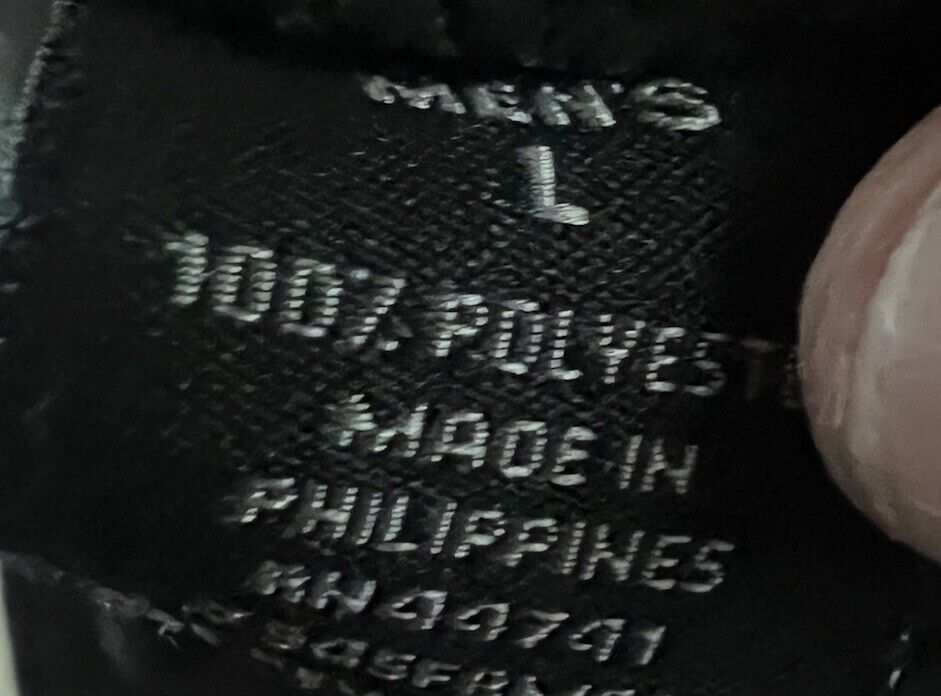 MEN'S
L
100% POLYEST
MADE IN
PHILIPPINES